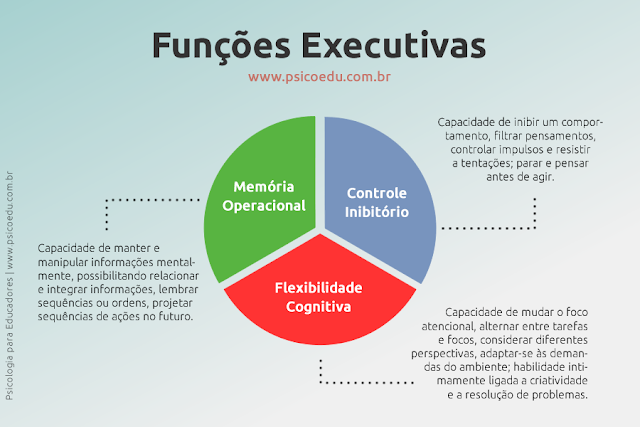 Funções Executivas
www.psicoedu.com.br
Capacidade de inibir um compor-
tamento, filtrar pensamentos,
controlar impulsos e resistir
a tentações; parar e pensar
antes de agir.
Memória
Operacional
Controle
Inibitório
Capacidade de manter e
manipular informações mental-
mente, possibilitando relacionar
e integrar informações, lembrar
sequências ou ordens, projetar
sequências de ações no futuro.
Flexibilidade
Cognitiva
Capacidade de mudar o foco
atencional, alternar entre tarefas
e focos, considerar diferentes
perspectivas, adaptar-se às deman-
das do ambiente; habilidade inti-
mamente ligada a criatividade
e a resolução de problemas.
Psicologia para Educadores | www.psicoedu.com.br